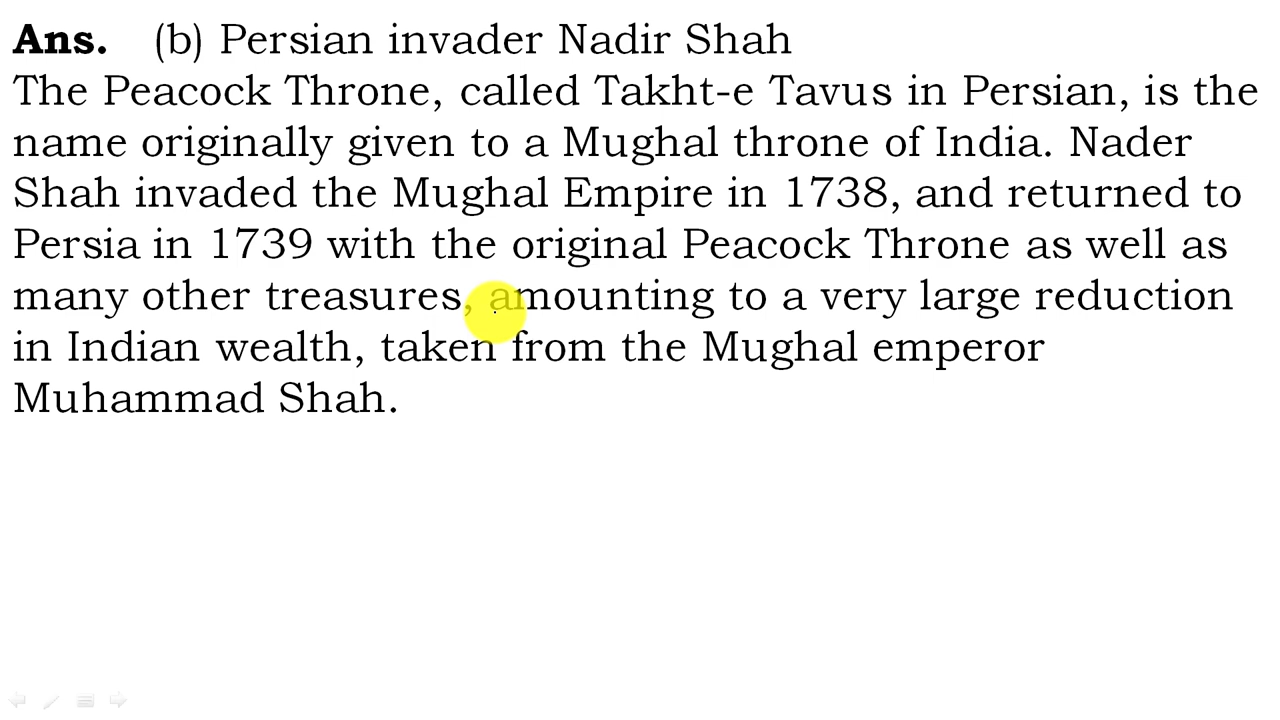 Ans. (b) Persian invader Nadir Shah
The Peacock Throne, called Takht-e Tavus in Persian, is the
name originally given to a Mughal throne of India. Nader
Shah invaded the Mughal Empire in 1738, and returned to
Persia in 1739 with the original Peacock Throne as well as
many other treasures, amounting to a very large reduction
in Indian wealth, taken from the Mughal emperor
Muhammad Shah.